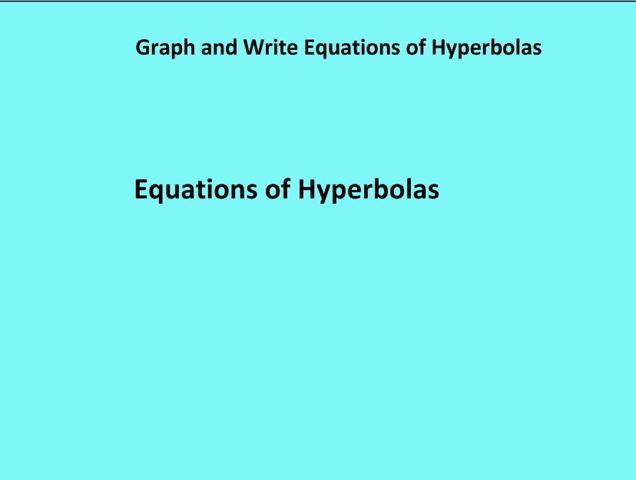 Graph and Write Equations of Hyperbolas
Equations of Hyperbolas